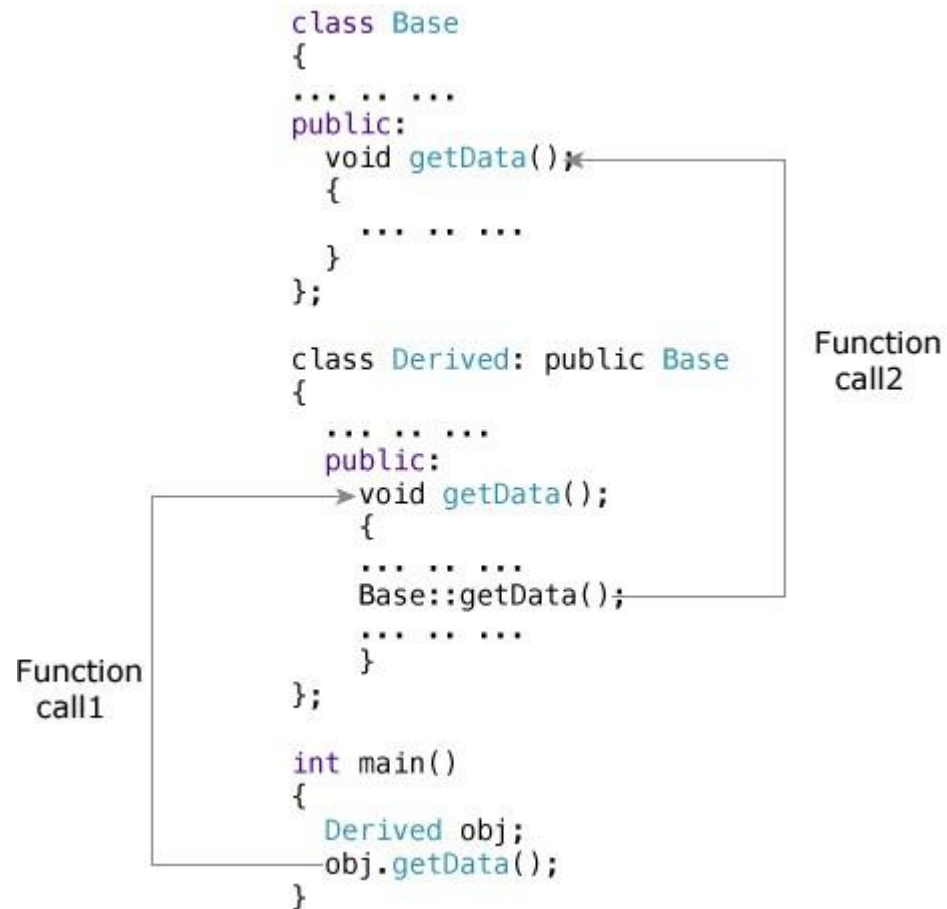 class Base
{
... .. ...
public:
void getData();
{
... .. ...
}
};
class Derived: public Base
{
... .. ...
public:
void getData();
{
... .. ...
Base::getData();
... .. ...
}
};
int main()
{
Derived obj;
obj.getData();
}
Function
call1
Function
call2